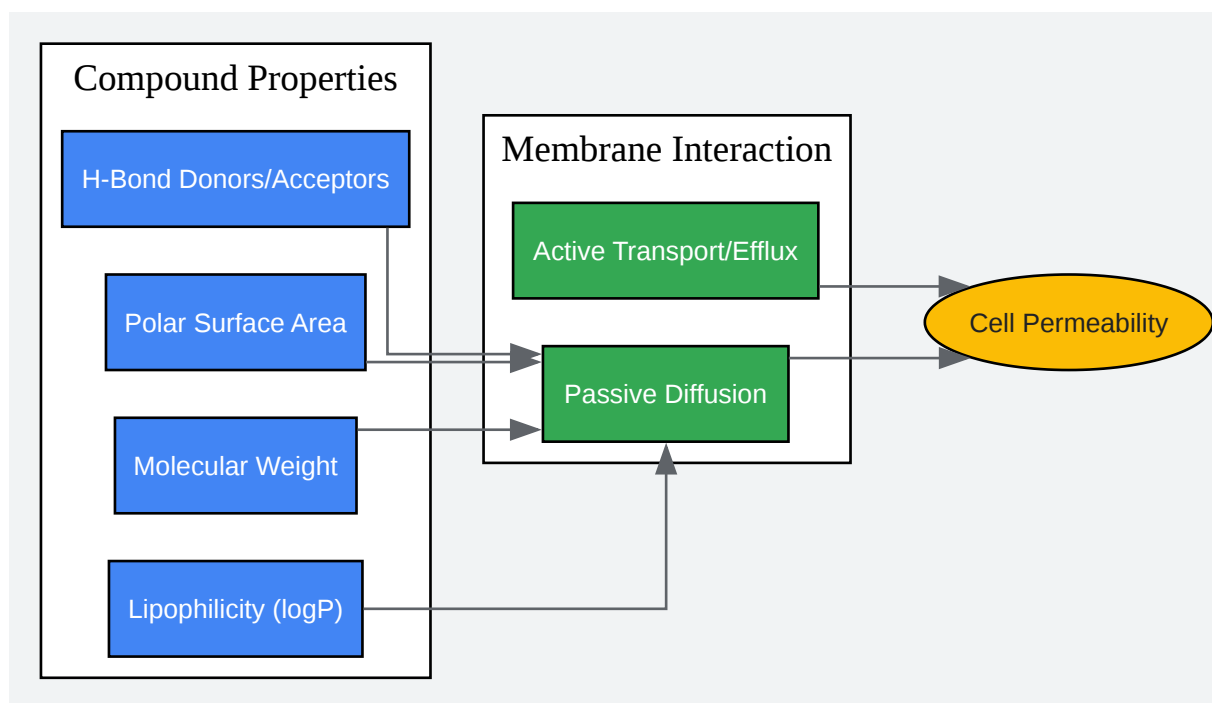 Compound Properties
H-Bond Donors/Acceptors
Polar Surface Area
Molecular Weight
Lipophilicity (logP)
Membrane Interaction
Active Transport/Efflux
Passive Diffusion
Cell Permeability